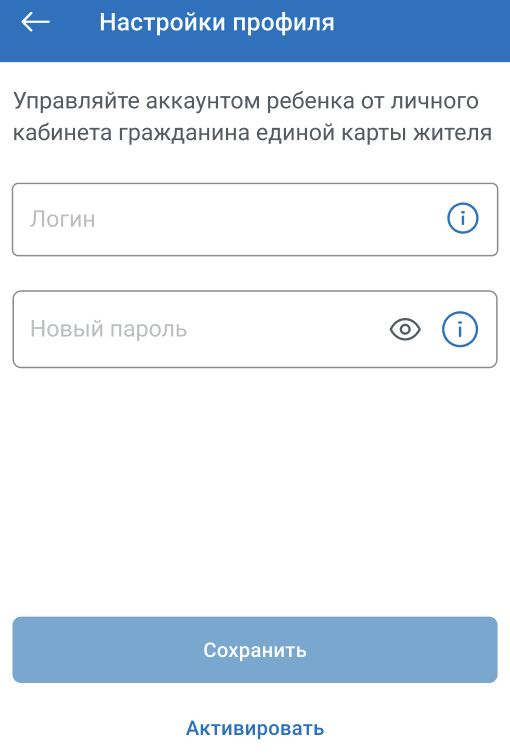 Настройки профиля
Управляйте аккаунтом ребенка от личного
кабинета гражданина единой карты жителя
Логин
Новый пароль
Сохранить
Активировать